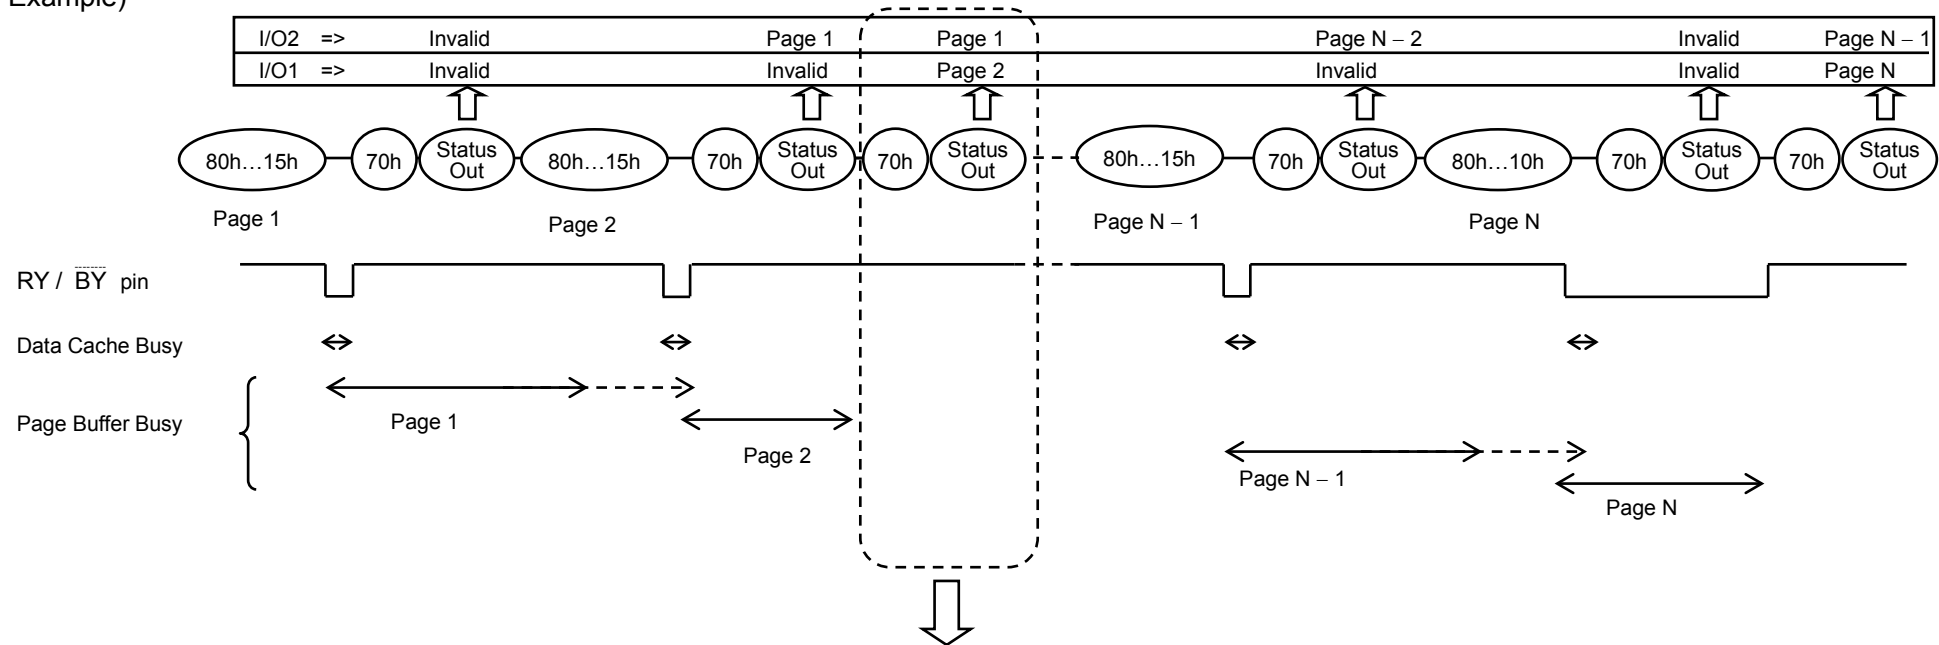 Example)
I/O2 => Invalid Page 1 Page 1 Page N – 2 Invalid Page N – 1
I/O1 => Invalid Invalid Page 2 Invalid Invalid Page N
80h…15h 70h Status Out 80h…15h 70h Status Out 70h Status Out 80h…15h 70h Status Out 80h…10h 70h Status Out 70h Status Out
Page 1 Page 2 Page N – 1 Page N
RY / BY pin
Data Cache Busy
Page Buffer Busy
Page 1
Page 2
Page N – 1
Page N